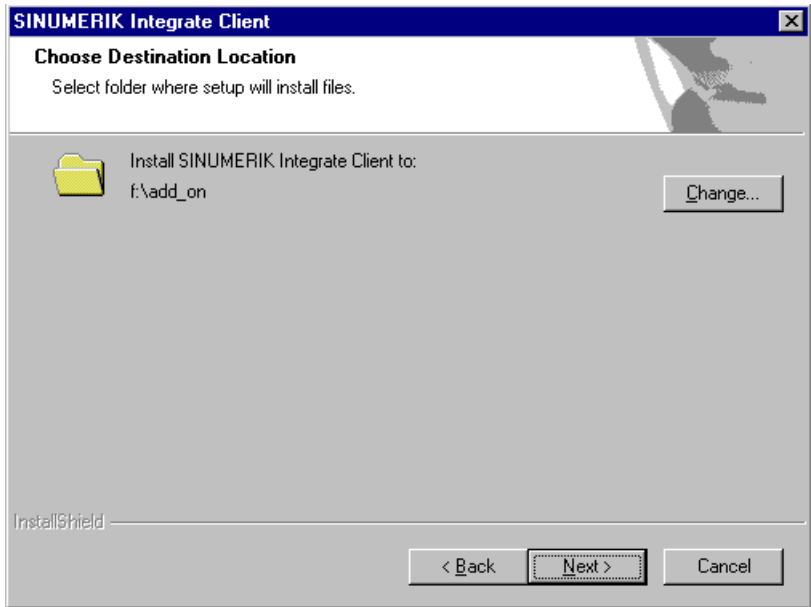 SINUMERIK Integrate Client
Choose Destination Location
Select folder where setup will install files.
Install SINUMERIK Integrate Client to:
f:\add_on
Change...
InstallShield
< Back
Next >
Cancel